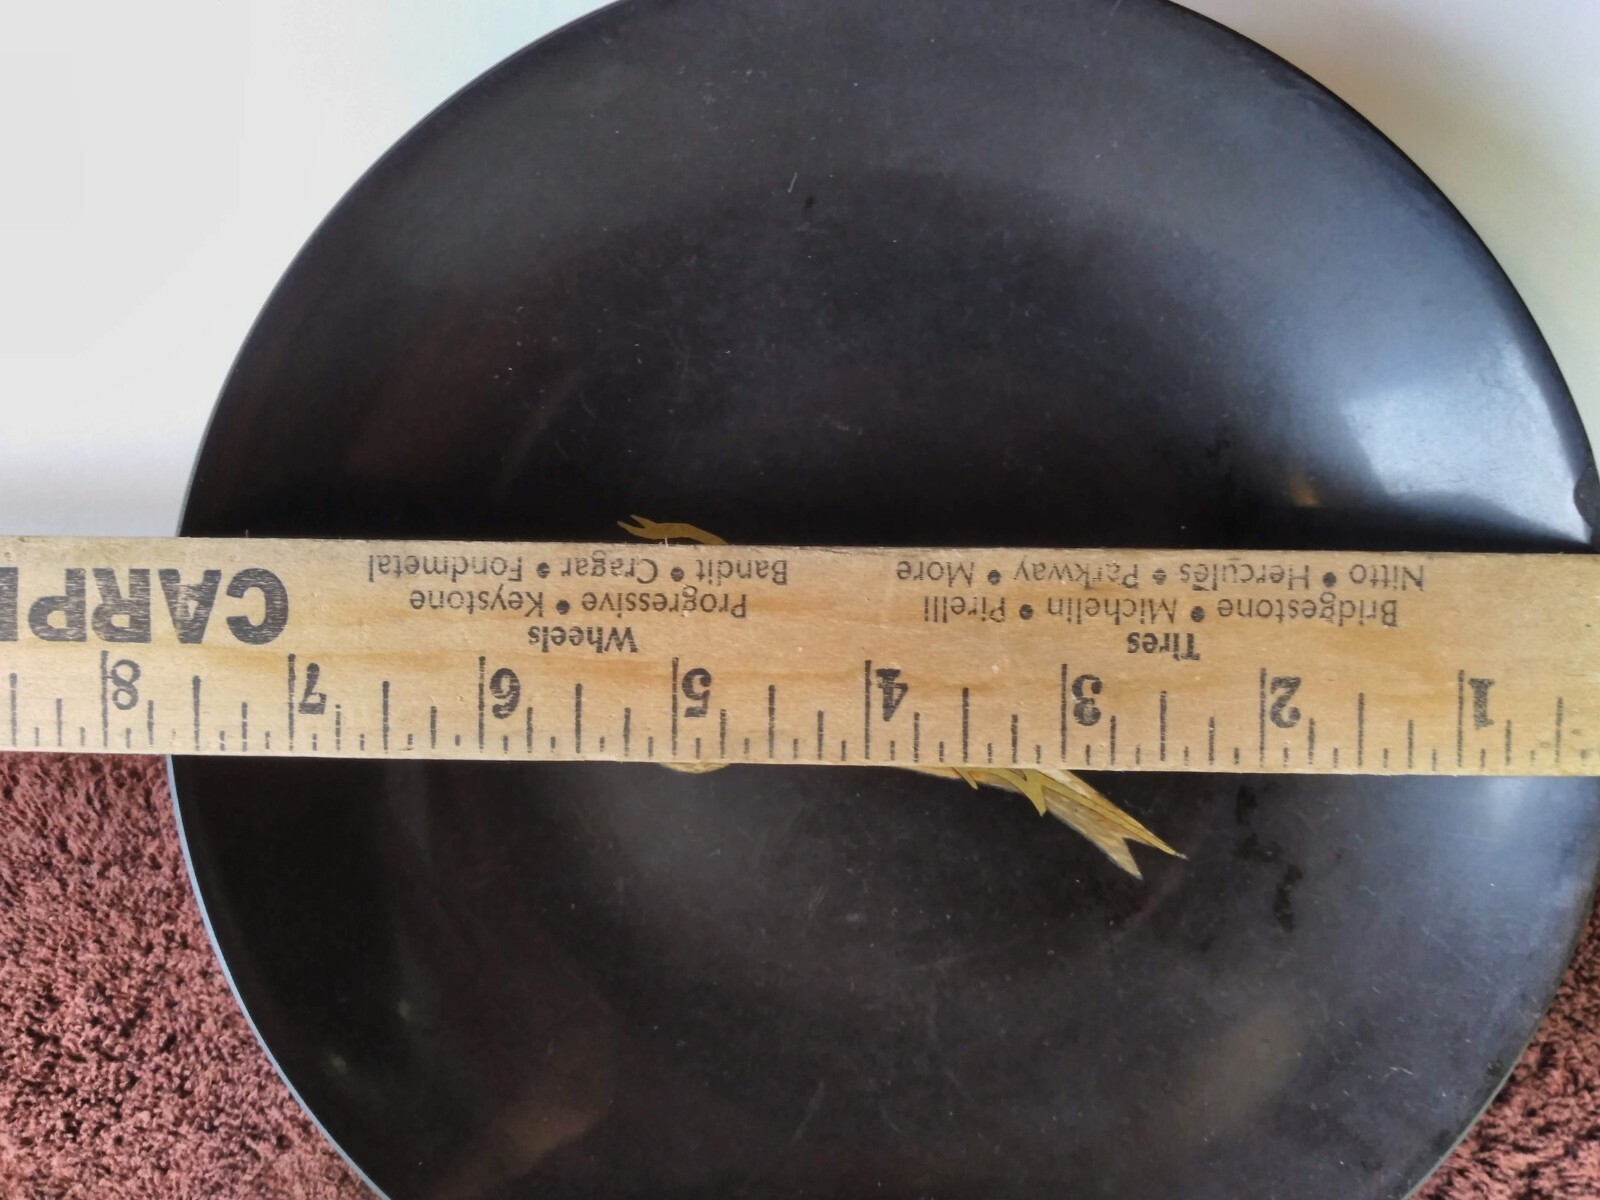 Tires
Bridgestone • Michelin • Pirelli
Nitto • Hercules • Parkway • More
Wheels
Progressive • Keystone
Bandit • Cragar • Fondmetal
CARP
1 2 3 4 5 6 7 8